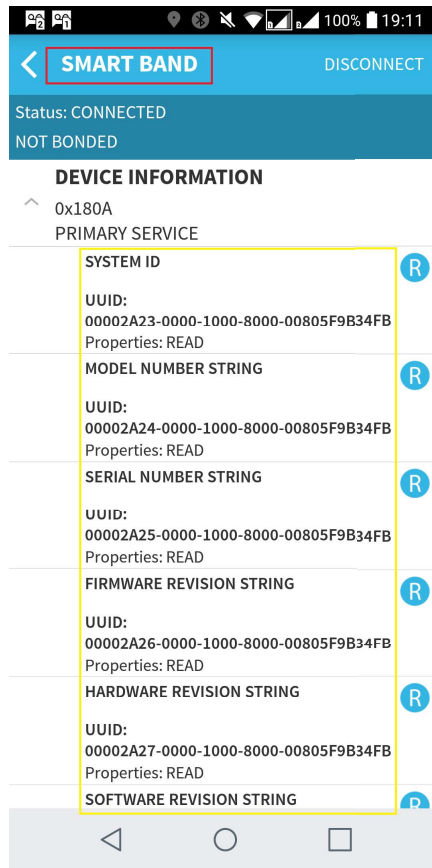 2 1 100% 19:11
SMART BAND DISCONNECT
Status: CONNECTED
NOT BONDED
DEVICE INFORMATION
0x180A
PRIMARY SERVICE
SYSTEM ID
R
UUID:
00002A23-0000-1000-8000-00805F9B34FB
Properties: READ
MODEL NUMBER STRING
R
UUID:
00002A24-0000-1000-8000-00805F9B34FB
Properties: READ
SERIAL NUMBER STRING
R
UUID:
00002A25-0000-1000-8000-00805F9B34FB
Properties: READ
FIRMWARE REVISION STRING
R
UUID:
00002A26-0000-1000-8000-00805F9B34FB
Properties: READ
HARDWARE REVISION STRING
R
UUID:
00002A27-0000-1000-8000-00805F9B34FB
Properties: READ
SOFTWARE REVISION STRING
R